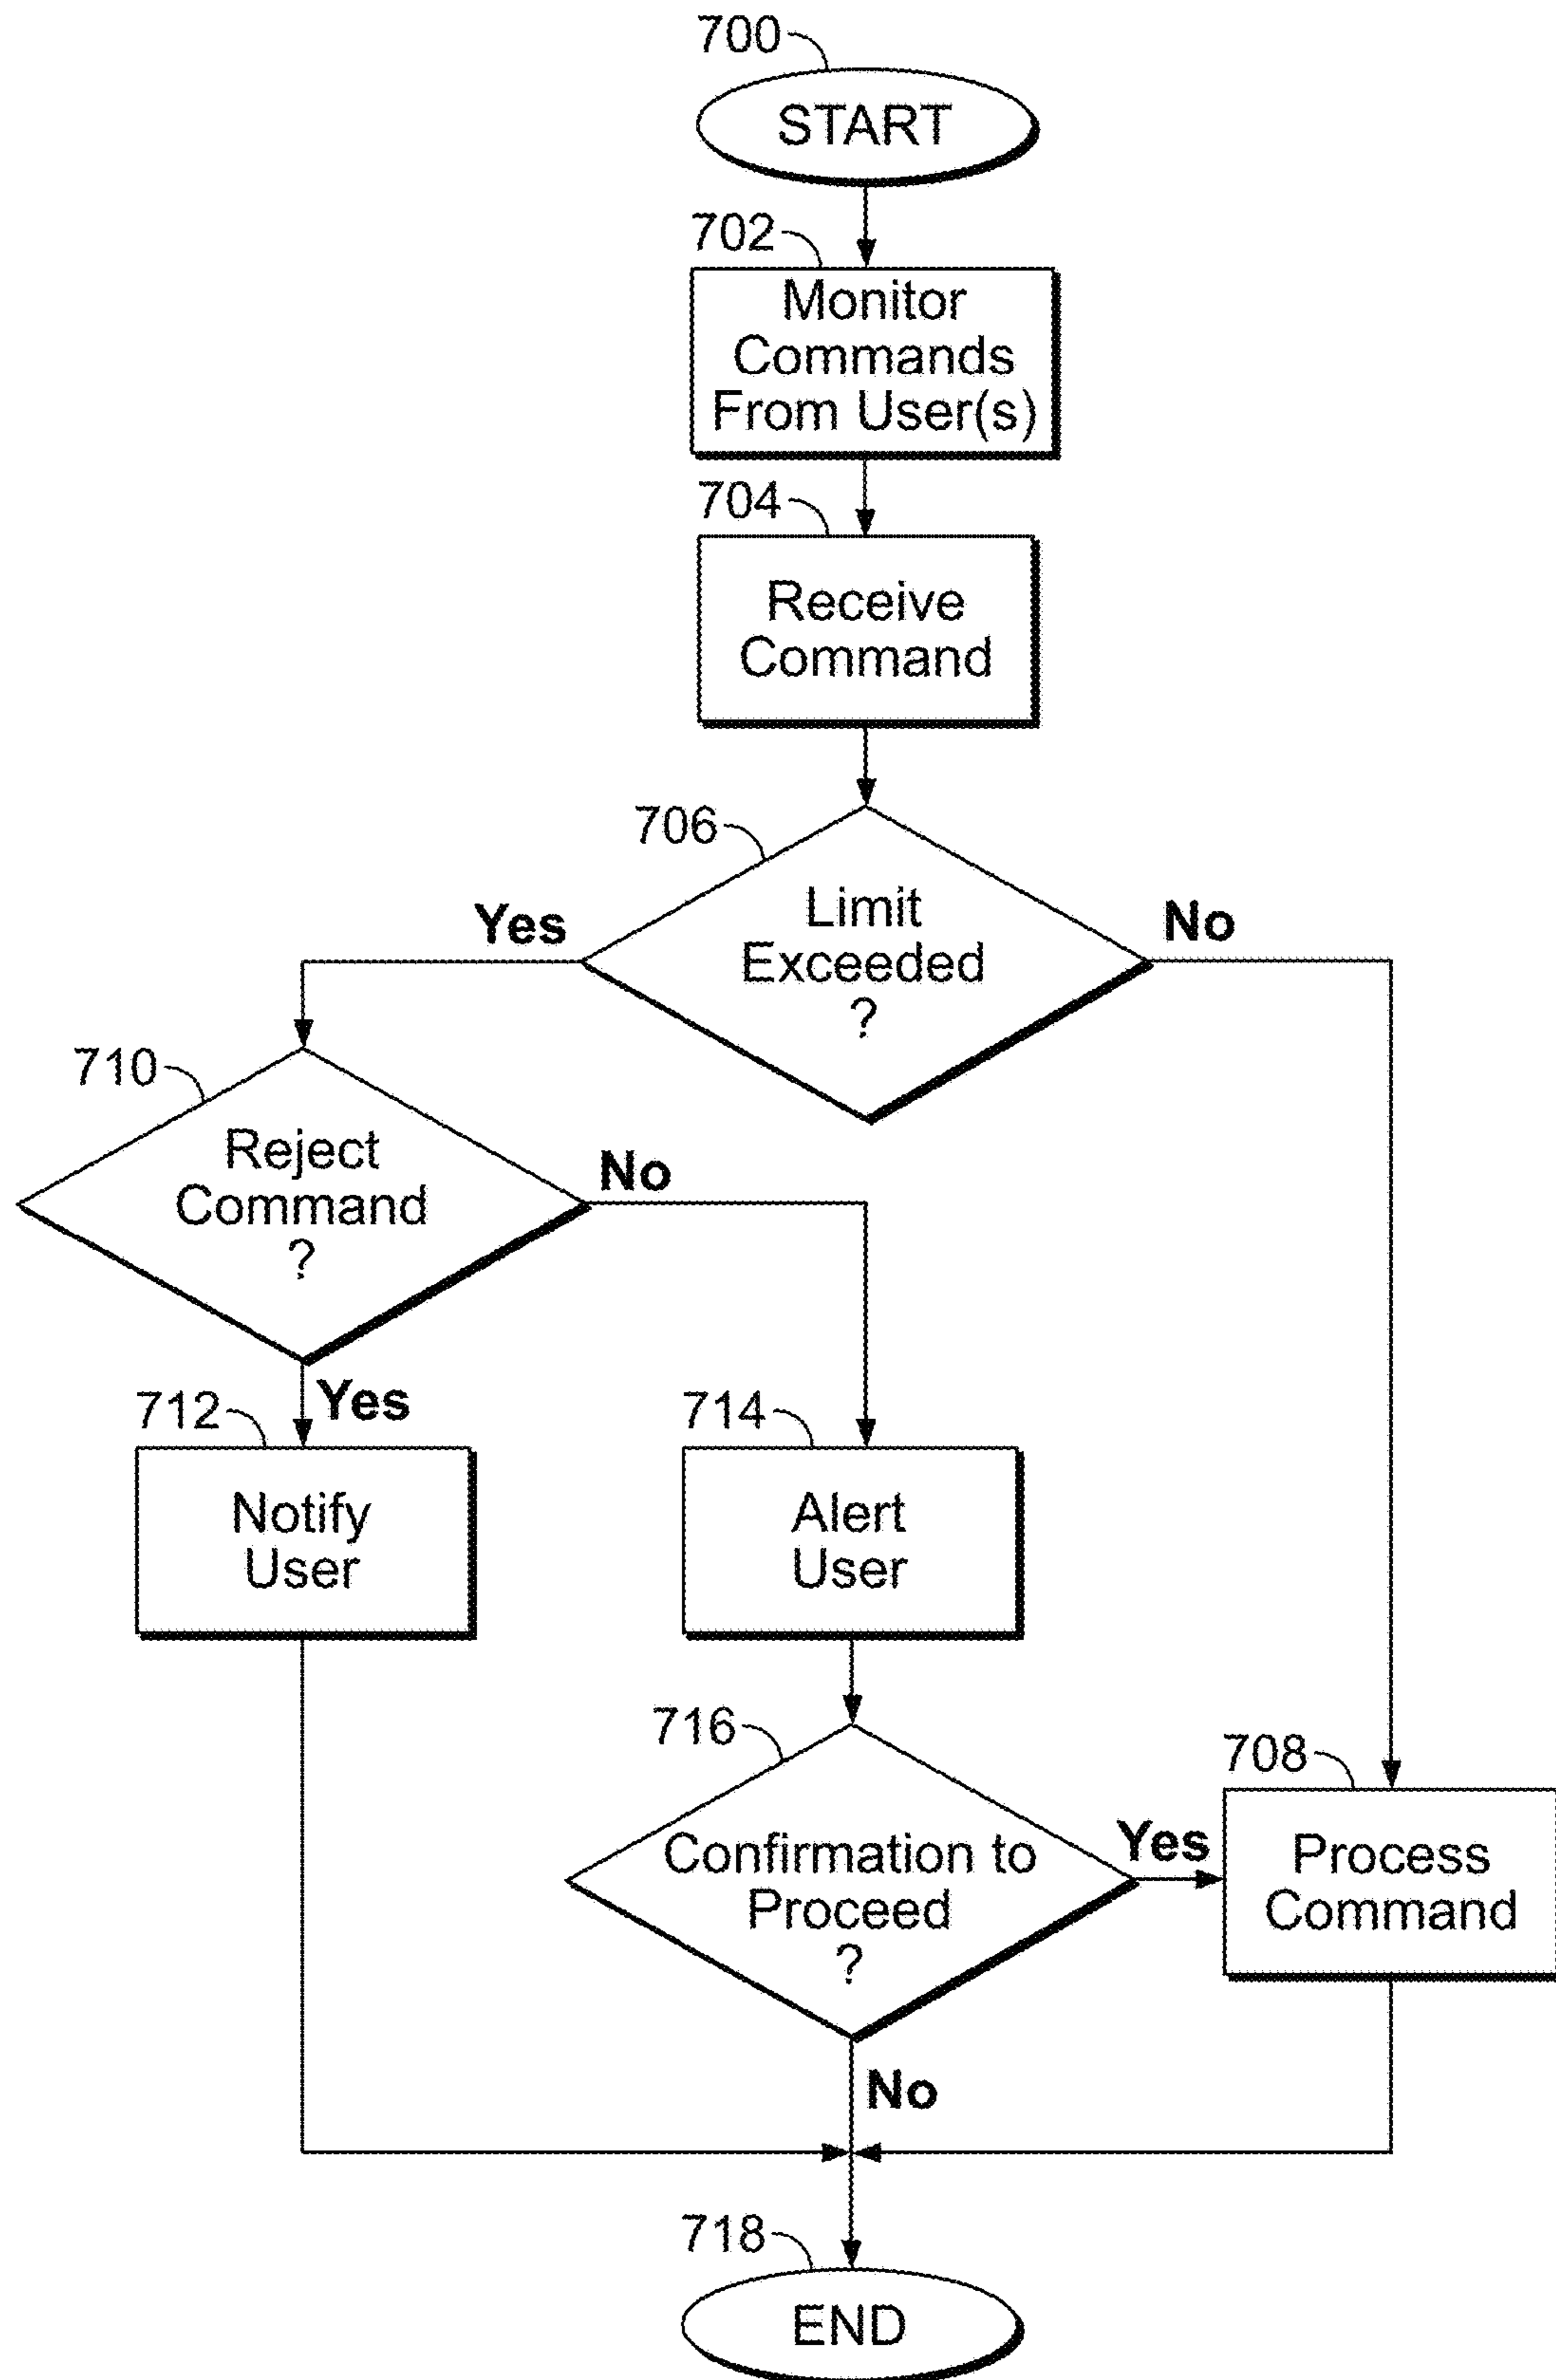 700
START
702
Monitor
Commands
From User(s)
704
Receive
Command
706
Limit
Exceeded
?
Yes
No
710
Reject
Command
?
No
Yes
712
Notify
User
714
Alert
User
716
Confirmation to
Proceed
?
Yes
No
708
Process
Command
718
END